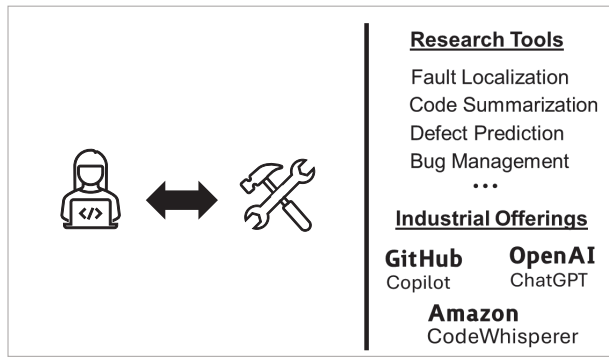 </>
Research Tools
Fault Localization
Code Summarization
Defect Prediction
Bug Management
...
Industrial Offerings
GitHub
Copilot
OpenAI
ChatGPT
Amazon
CodeWhisperer